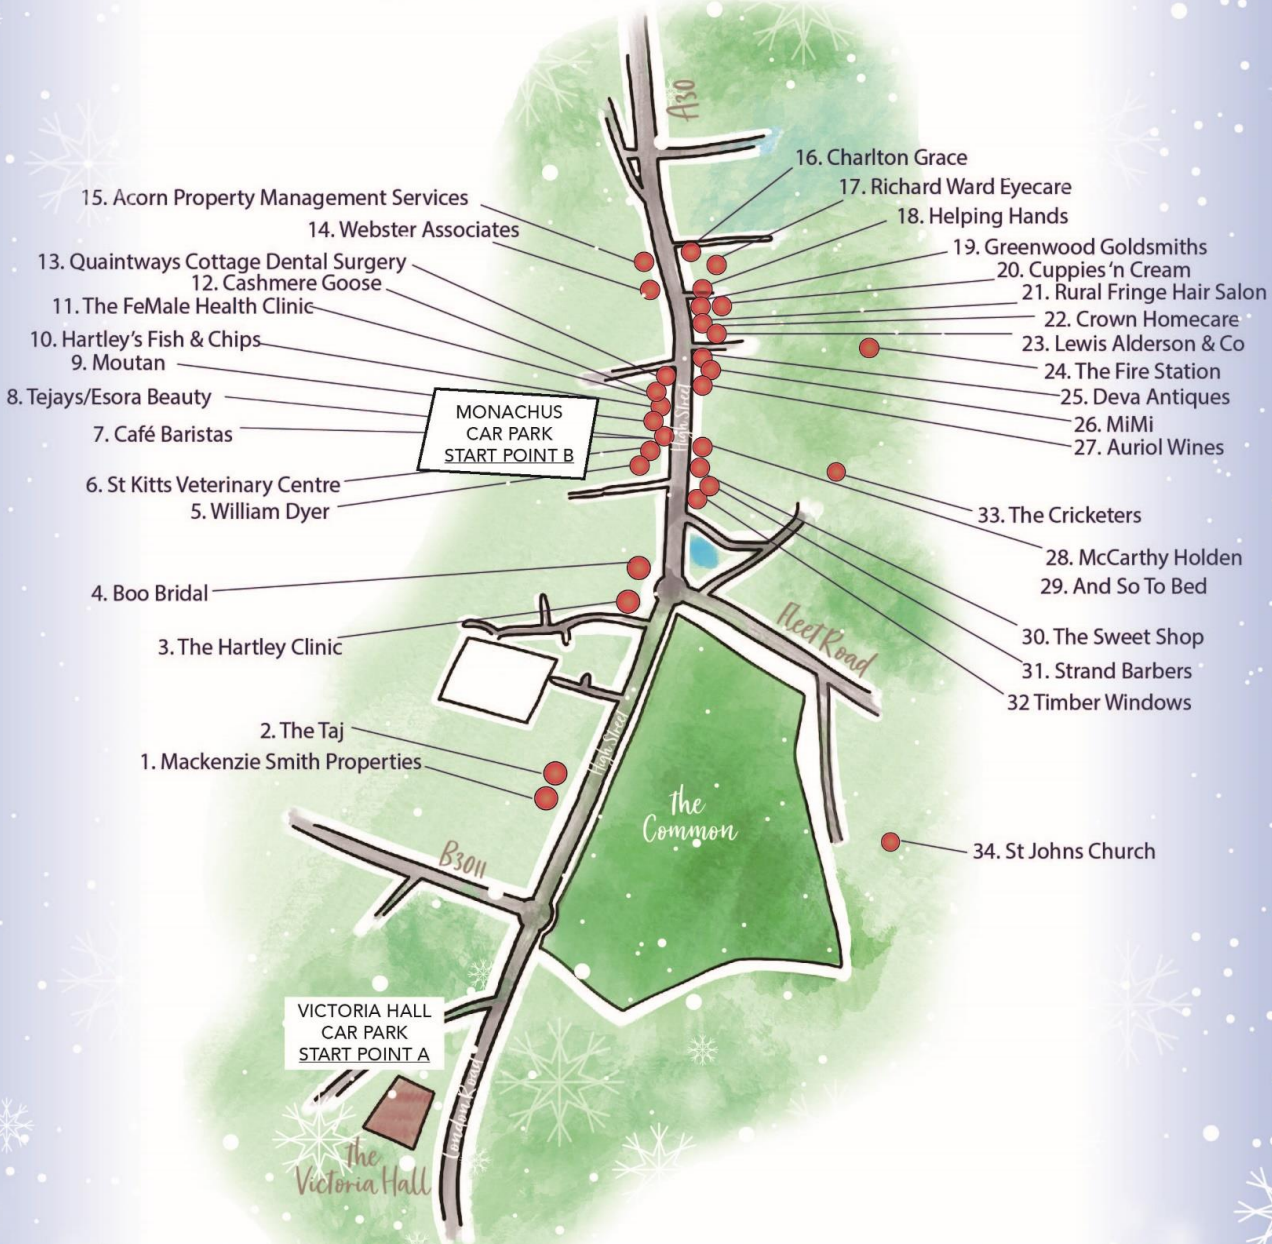 A30
16. Charlton Grace
17. Richard Ward Eyecare
15. Acorn Property Management Services
18. Helping Hands
14. Webster Associates
19. Greenwood Goldsmiths
13. Quaintways Cottage Dental Surgery
20. Cuppies 'n Cream
12. Cashmere Goose
21. Rural Fringe Hair Salon
11. The FeMale Health Clinic
22. Crown Homecare
10. Hartley's Fish & Chips
23. Lewis Alderson & Co
9. Moutan
24. The Fire Station
8. Tejays/Esora Beauty
25. Deva Antiques
MONACHUS
CAR PARK
START POINT B
High Street
26. MiMi
7. Café Baristas
27. Auriol Wines
6. St Kitts Veterinary Centre
5. William Dyer
33. The Cricketers
28. McCarthy Holden
29. And So To Bed
4. Boo Bridal
Fleet Road
30. The Sweet Shop
3. The Hartley Clinic
31. Strand Barbers
32 Timber Windows
2. The Taj
High Street
1. Mackenzie Smith Properties
the
Common
B3011
34. St Johns Church
VICTORIA HALL
CAR PARK
START POINT A
London Road
the
Victoria Hall